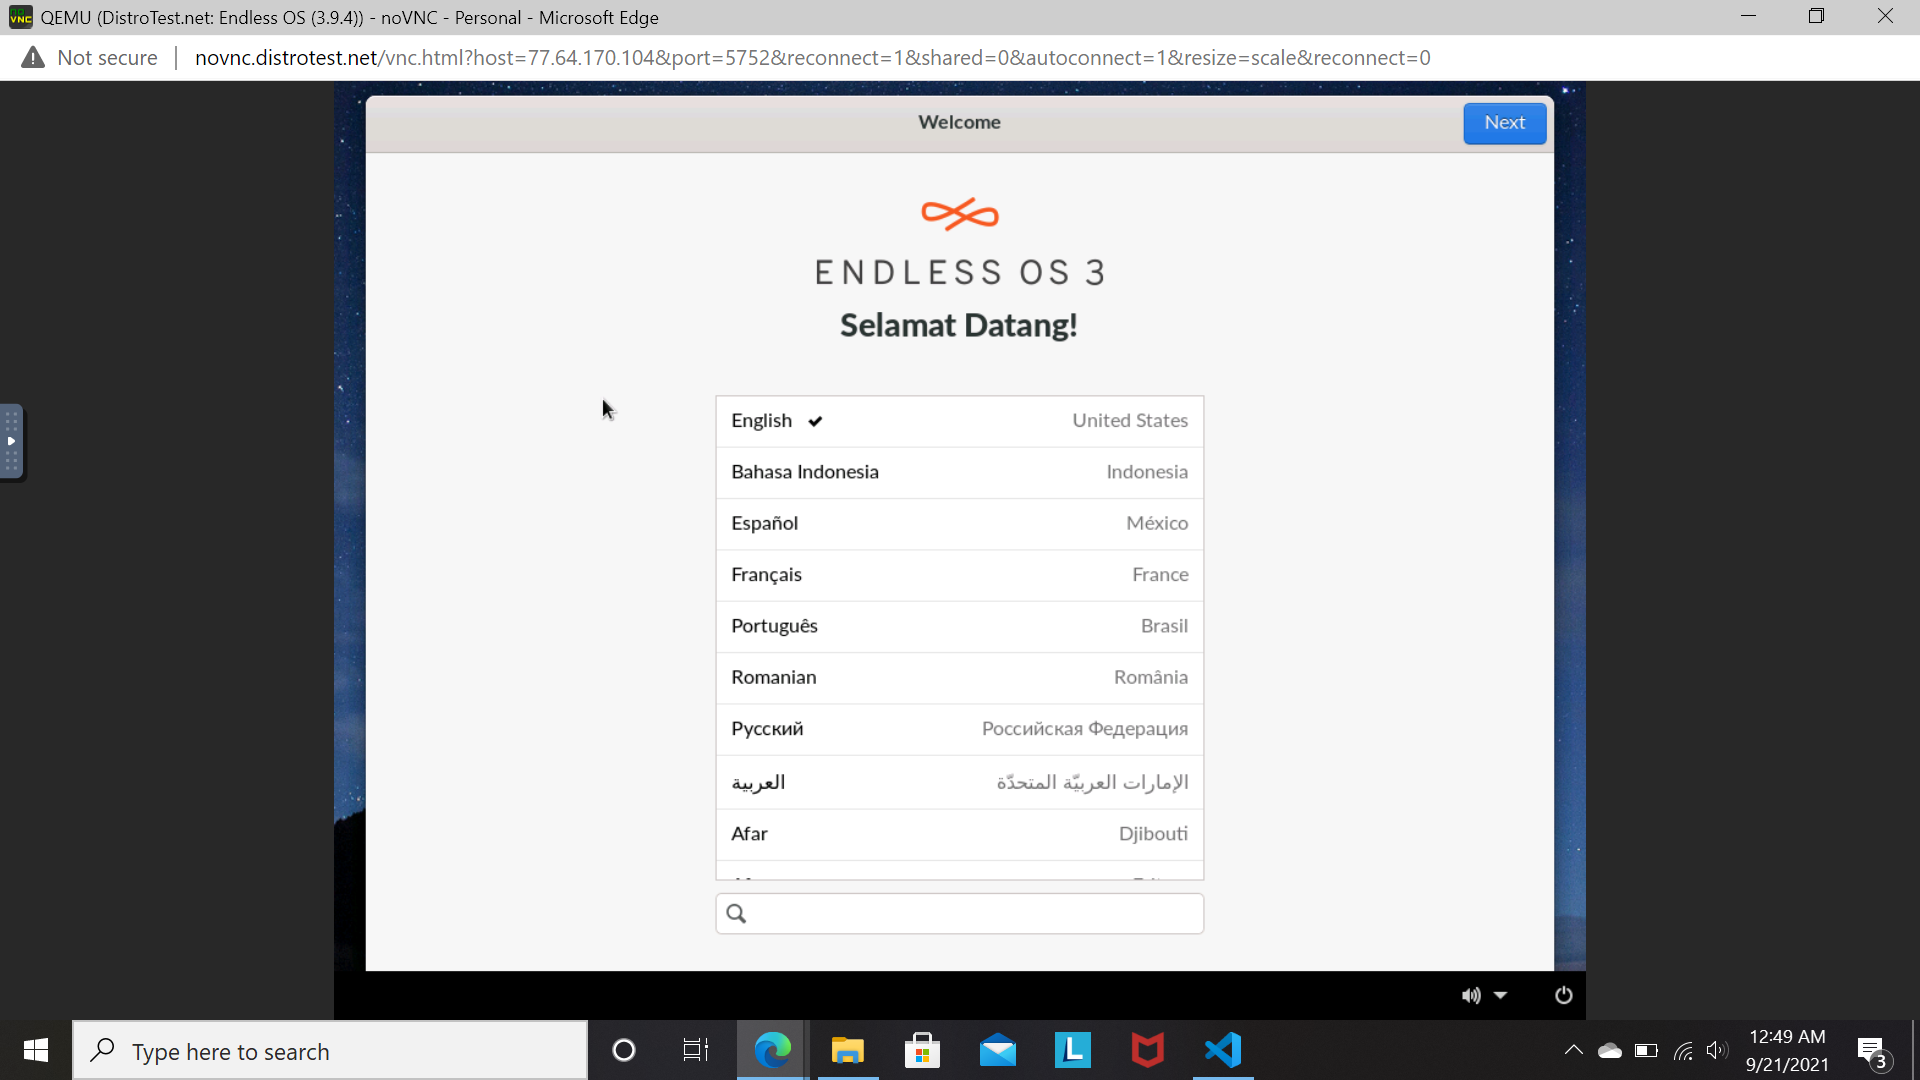 QEMU (DistroTest.net: Endless OS (3.9.4)) - noVNC - Personal - Microsoft Edge
Not secure novnc.distrotest.net/vnc.html?host=77.64.170.104&port=5752&reconnect=1&shared=0&autoconnect=1&resize=scale&reconnect=0
Welcome
Next
ENDLESS OS 3
Selamat Datang!
English United States
Bahasa Indonesia Indonesia
Español México
Français France
Português Brasil
Romanian România
Русский Российская Федерация
العربية الإمارات العربيّة المتحدّة
Afar Djibouti
Type here to search
12:49 AM
9/21/2021
3